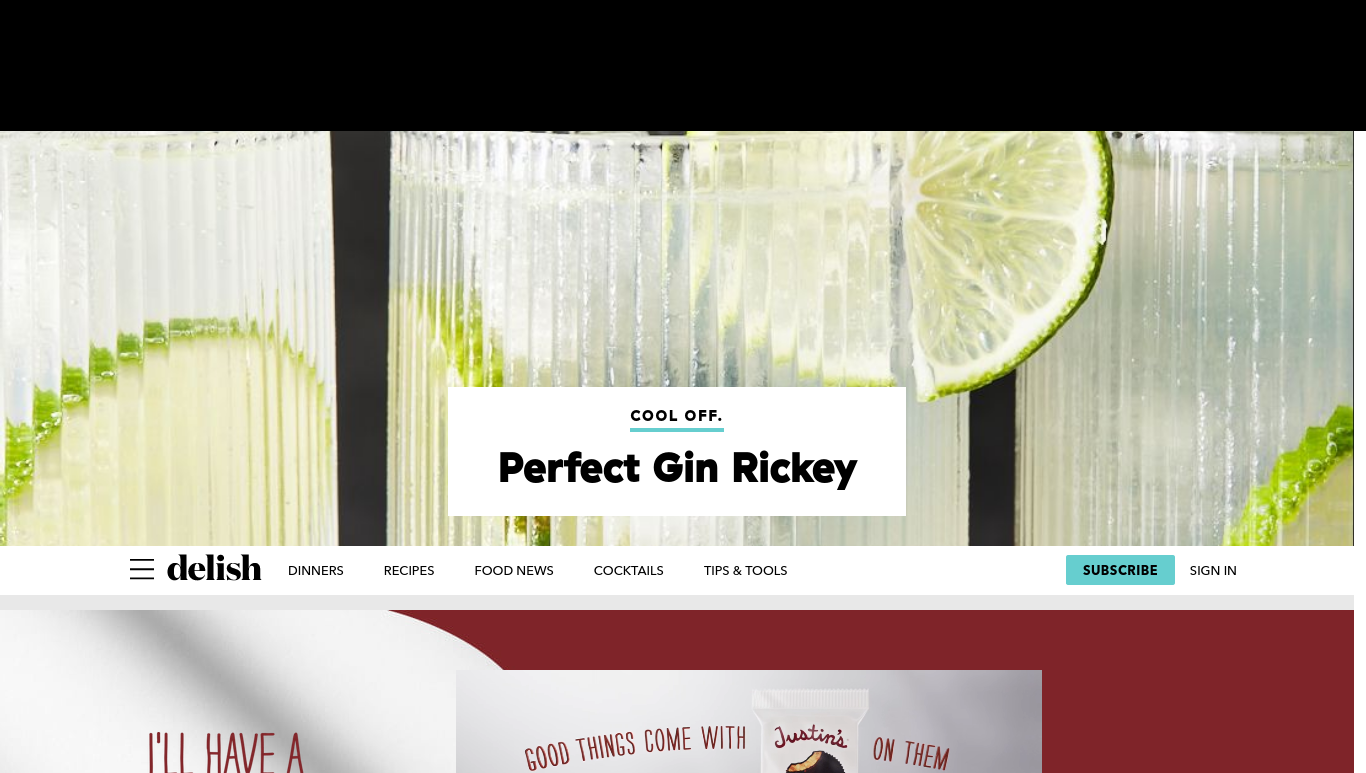 COOL OFF.
Perfect Gin Rickey
delish DINNERS RECIPES FOOD NEWS COCKTAILS TIPS & TOOLS SUBSCRIBE SIGN IN
I'LL HAVE A
GOOD THINGS COME WITH Justin's ON THEM